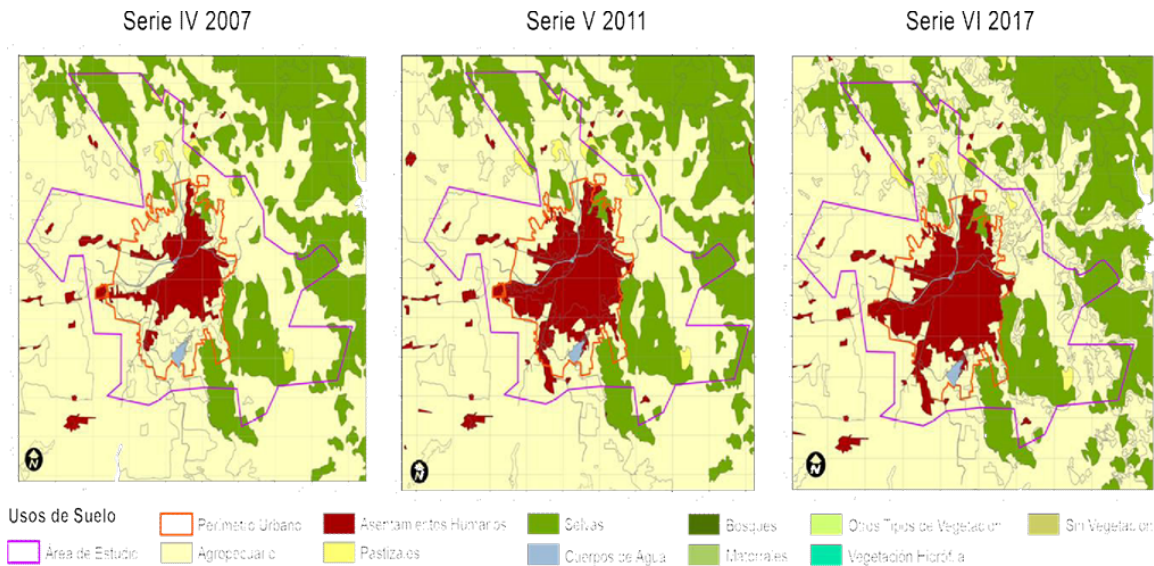 Serie IV 2007
Serie V 2011
Serie VI 2017
N
N
N
Usos de Suelo
Perímetro Urbano
Asentamientos Humanos
Selvas
Bosques
Otros Tipos de Vegetación
Sin Vegetación
Área de Estudio
Agropecuario
Pastizales
Cuerpos de Agua
Matorrales
Vegetación Hidrófila